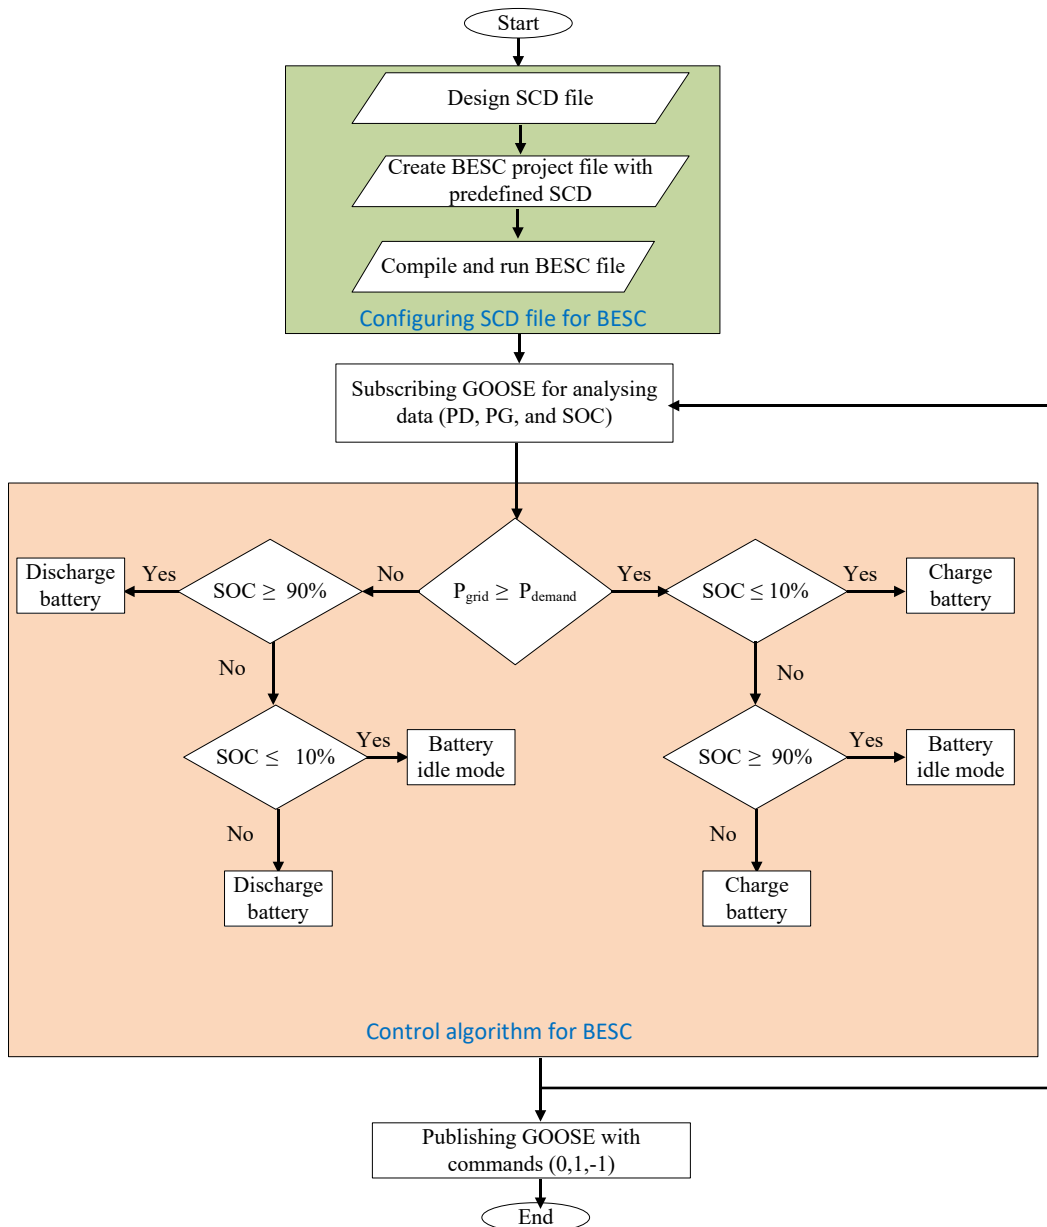 Start
Design SCD file
Create BESC project file with
predefined SCD
Compile and run BESC file
Configuring SCD file for BESC
Subscribing GOOSE for analysing
data (PD, PG, and SOC)
Discharge
battery
Yes
SOC ≥ 90%
No
P_grid ≥ P_demand
Yes
SOC ≤ 10%
Yes
Charge
battery
No
No
SOC ≤ 10%
Yes
Battery
idle mode
SOC ≥ 90%
Yes
Battery
idle mode
No
No
Discharge
battery
Charge
battery
Control algorithm for BESC
Publishing GOOSE with
commands (0,1,-1)
End